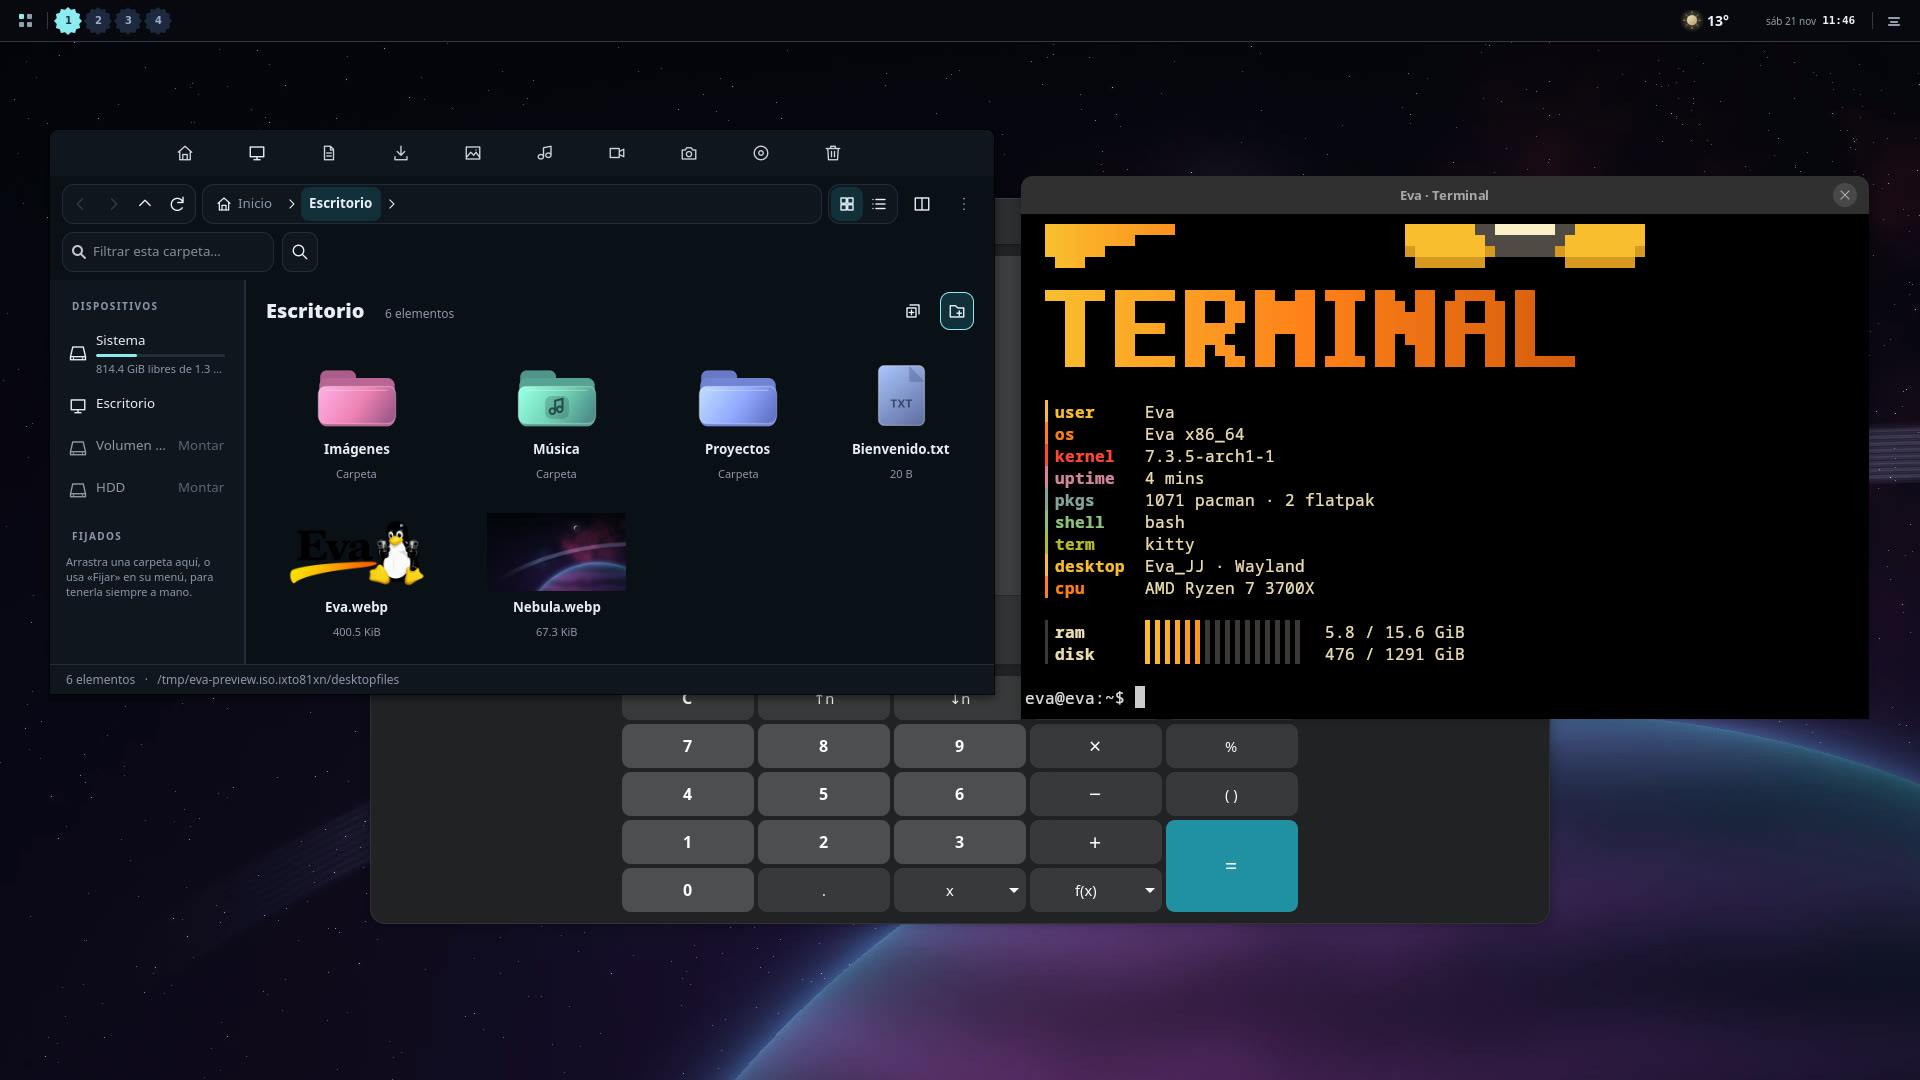 1 2 3 4
13°
sáb 21 nov 11:46
Inicio
Escritorio
Filtrar esta carpeta...
DISPOSITIVOS
Sistema
814.4 GiB libres de 1.3 ...
Escritorio
Volumen ... Montar
HDD Montar
FIJADOS
Arrastra una carpeta aquí, o
usa «Fijar» en su menú, para
tenerla siempre a mano.
Escritorio 6 elementos
Imágenes
Carpeta
Música
Carpeta
Proyectos
Carpeta
TXT
Bienvenido.txt
20 B
Eva
Eva.webp
400.5 KiB
Nebula.webp
67.3 KiB
6 elementos · /tmp/eva-preview.iso.ixto81xn/desktopfiles
Eva · Terminal
TERMINAL
user Eva
os Eva x86_64
kernel 7.3.5-arch1-1
uptime 4 mins
pkgs 1071 pacman · 2 flatpak
shell bash
term kitty
desktop Eva_JJ · Wayland
cpu AMD Ryzen 7 3700X
ram 5.8 / 15.6 GiB
disk 476 / 1291 GiB
eva@eva:~$
C ↑n ↓n
7 8 9 × %
4 5 6 − ( )
1 2 3 + =
0 . x f(x)